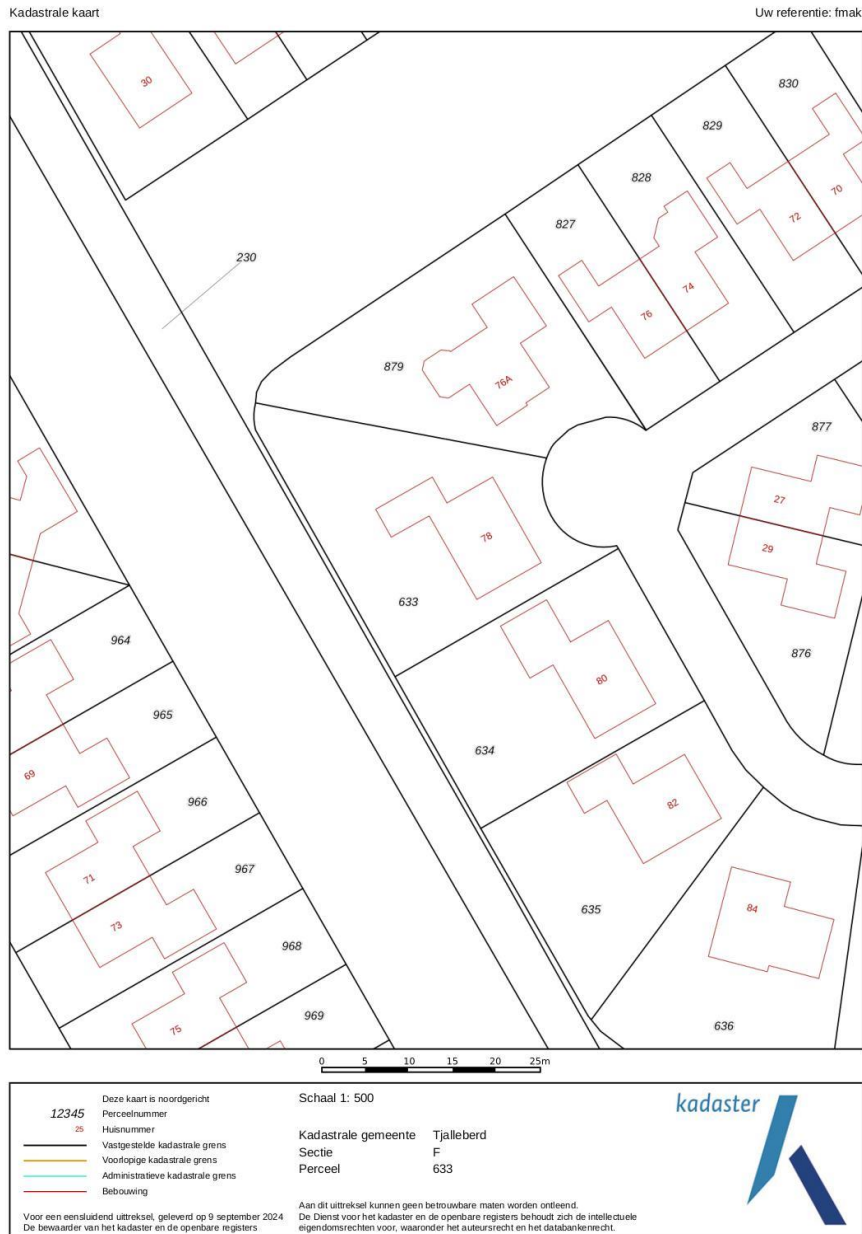 Kadastrale kaart
Uw referentie: fmak
30
830
829
828
72
70
827
230
74
76
879
76A
877
27
78
29
633
964
876
80
965
634
69
82
966
71
967
84
635
73
968
969
75
636
0 5 10 15 20 25m
Deze kaart is noordgericht
12345 Perceelnummer
25 Huisnummer
Vastgestelde kadastrale grens
Voorlopige kadastrale grens
Administratieve kadastrale grens
Bebouwing
Voor een eensluidend uittreksel, geleverd op 9 september 2024
De bewaarder van het kadaster en de openbare registers
Schaal 1: 500
Kadastrale gemeente Tjalleberd
Sectie F
Perceel 633
Aan dit uittreksel kunnen geen betrouwbare maten worden ontleend.
De Dienst voor het kadaster en de openbare registers behoudt zich de intellectuele
eigendomsrechten voor, waaronder het auteursrecht en het databankenrecht.
kadaster